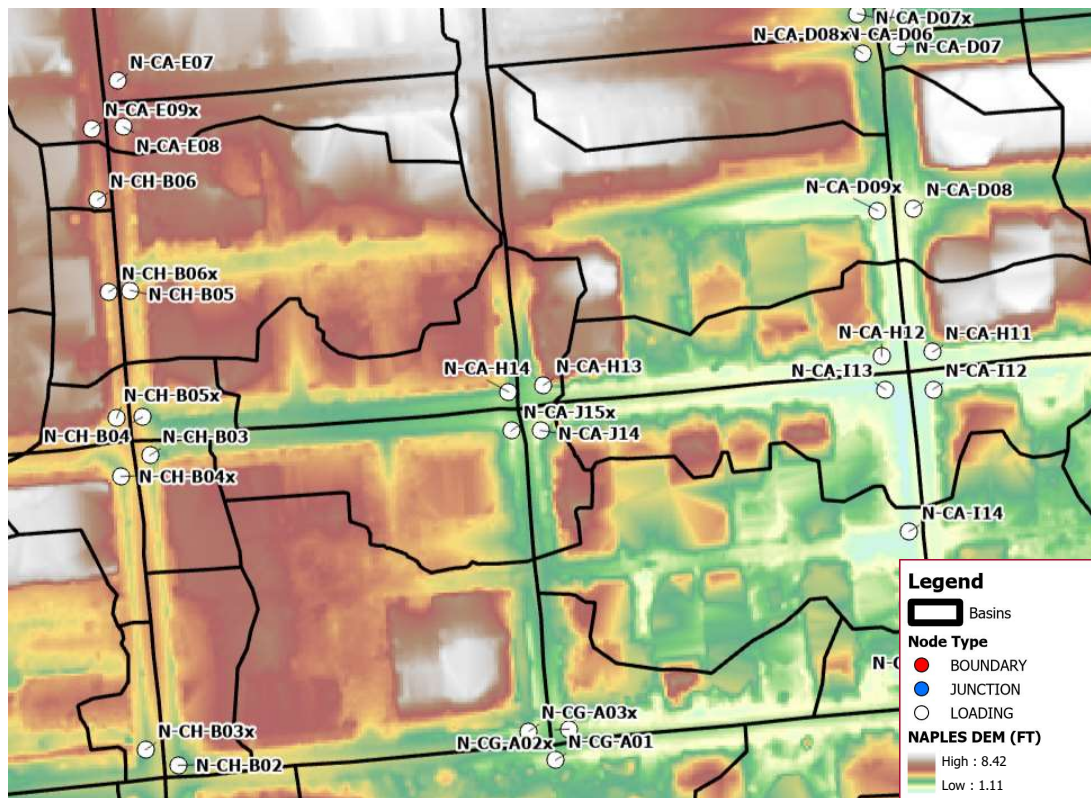 N-CA-D07x
N-CA-D08x
N-CA-D06
N-CA-D07
N-CA-E07
N-CA-E09x
N-CA-E08
N-CH-B06
N-CA-D09x
N-CA-D08
N-CH-B06x
N-CH-B05
N-CA-H12
N-CA-H11
N-CA-H14
N-CA-H13
N-CA-I13
N-CA-I12
N-CH-B05x
N-CA-J15x
N-CH-B04
N-CH-B03
N-CA-J14
N-CH-B04x
N-CA-I14
Legend
Basins
Node Type
BOUNDARY
JUNCTION
LOADING
NAPLES DEM (FT)
High : 8.42
Low : 1.11
N-CG-A03x
N-CH-B03x
N-CG-A02x
N-CG-A01
N-CH-B02